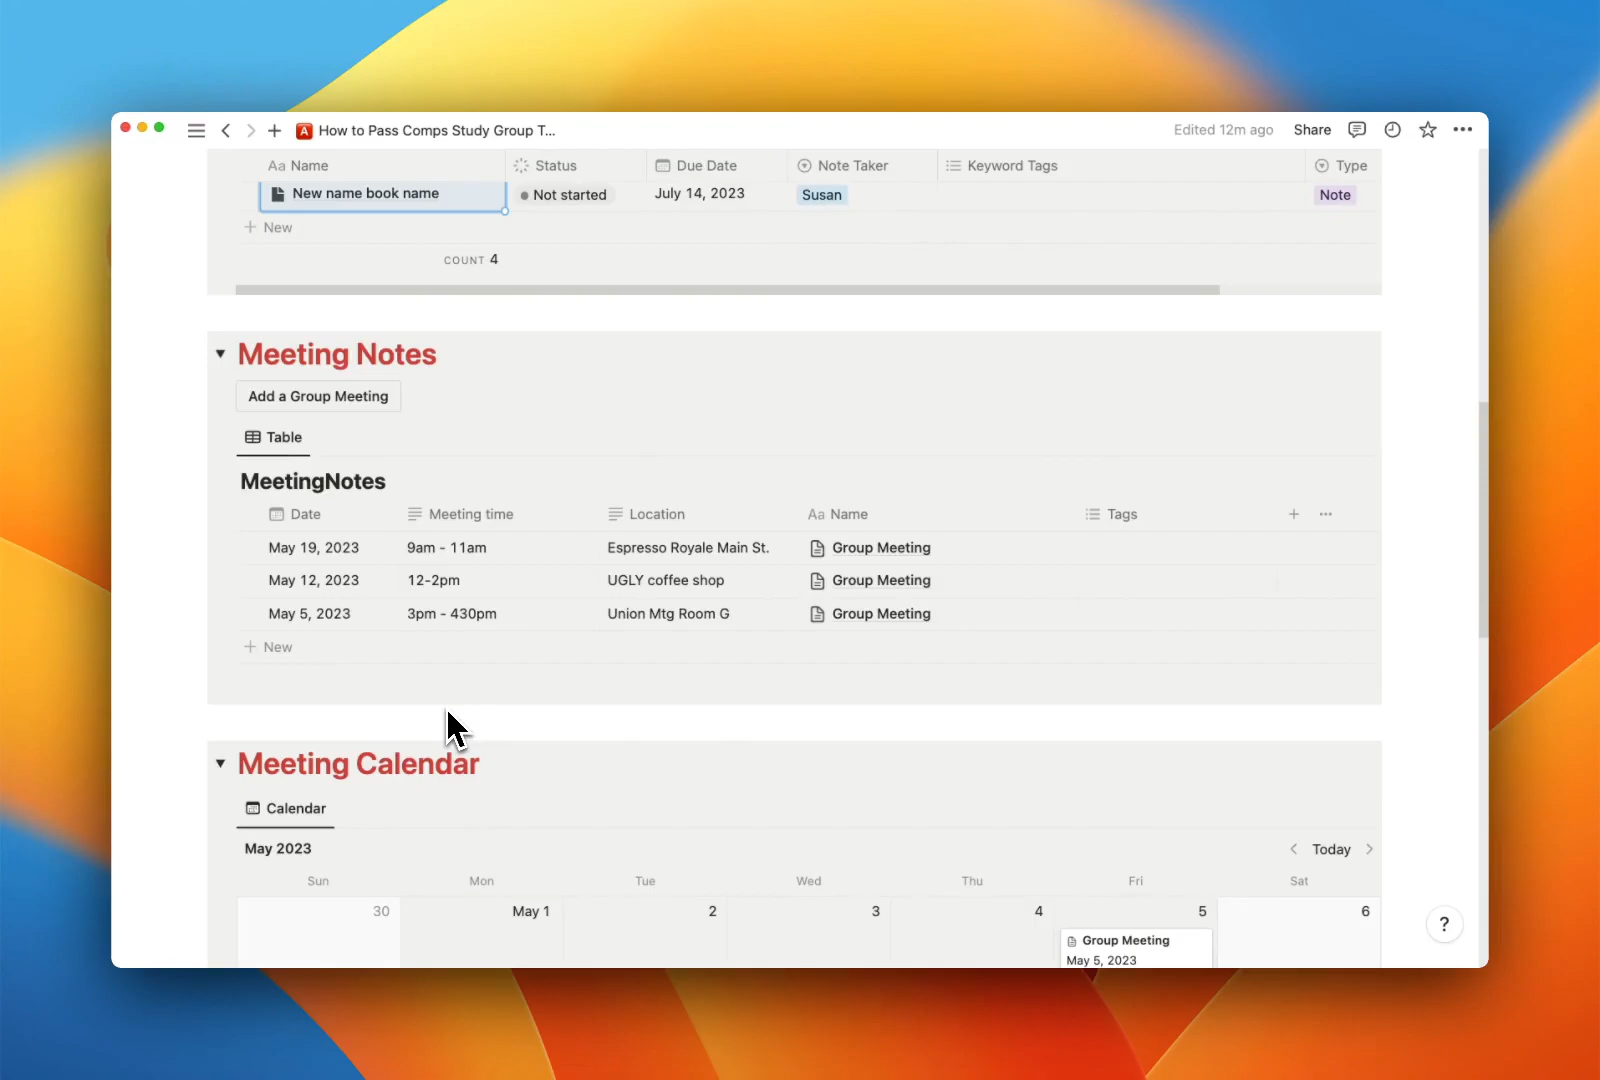 A How to Pass Comps Study Group T... Edited 12m ago Share
Aa Name Status Due Date Note Taker Keyword Tags Type
New name book name Not started July 14, 2023 Susan Note
+ New
COUNT 4
Meeting Notes
Add a Group Meeting
Table
MeetingNotes
Date Meeting time Location Aa Name Tags
May 19, 2023 9am - 11am Espresso Royale Main St. Group Meeting
May 12, 2023 12-2pm UGLY coffee shop Group Meeting
May 5, 2023 3pm - 430pm Union Mtg Room G Group Meeting
+ New
Meeting Calendar
Calendar
May 2023 Today
Sun Mon Tue Wed Thu Fri Sat
30 May 1 2 3 4 5 6
Group Meeting
May 5, 2023
?